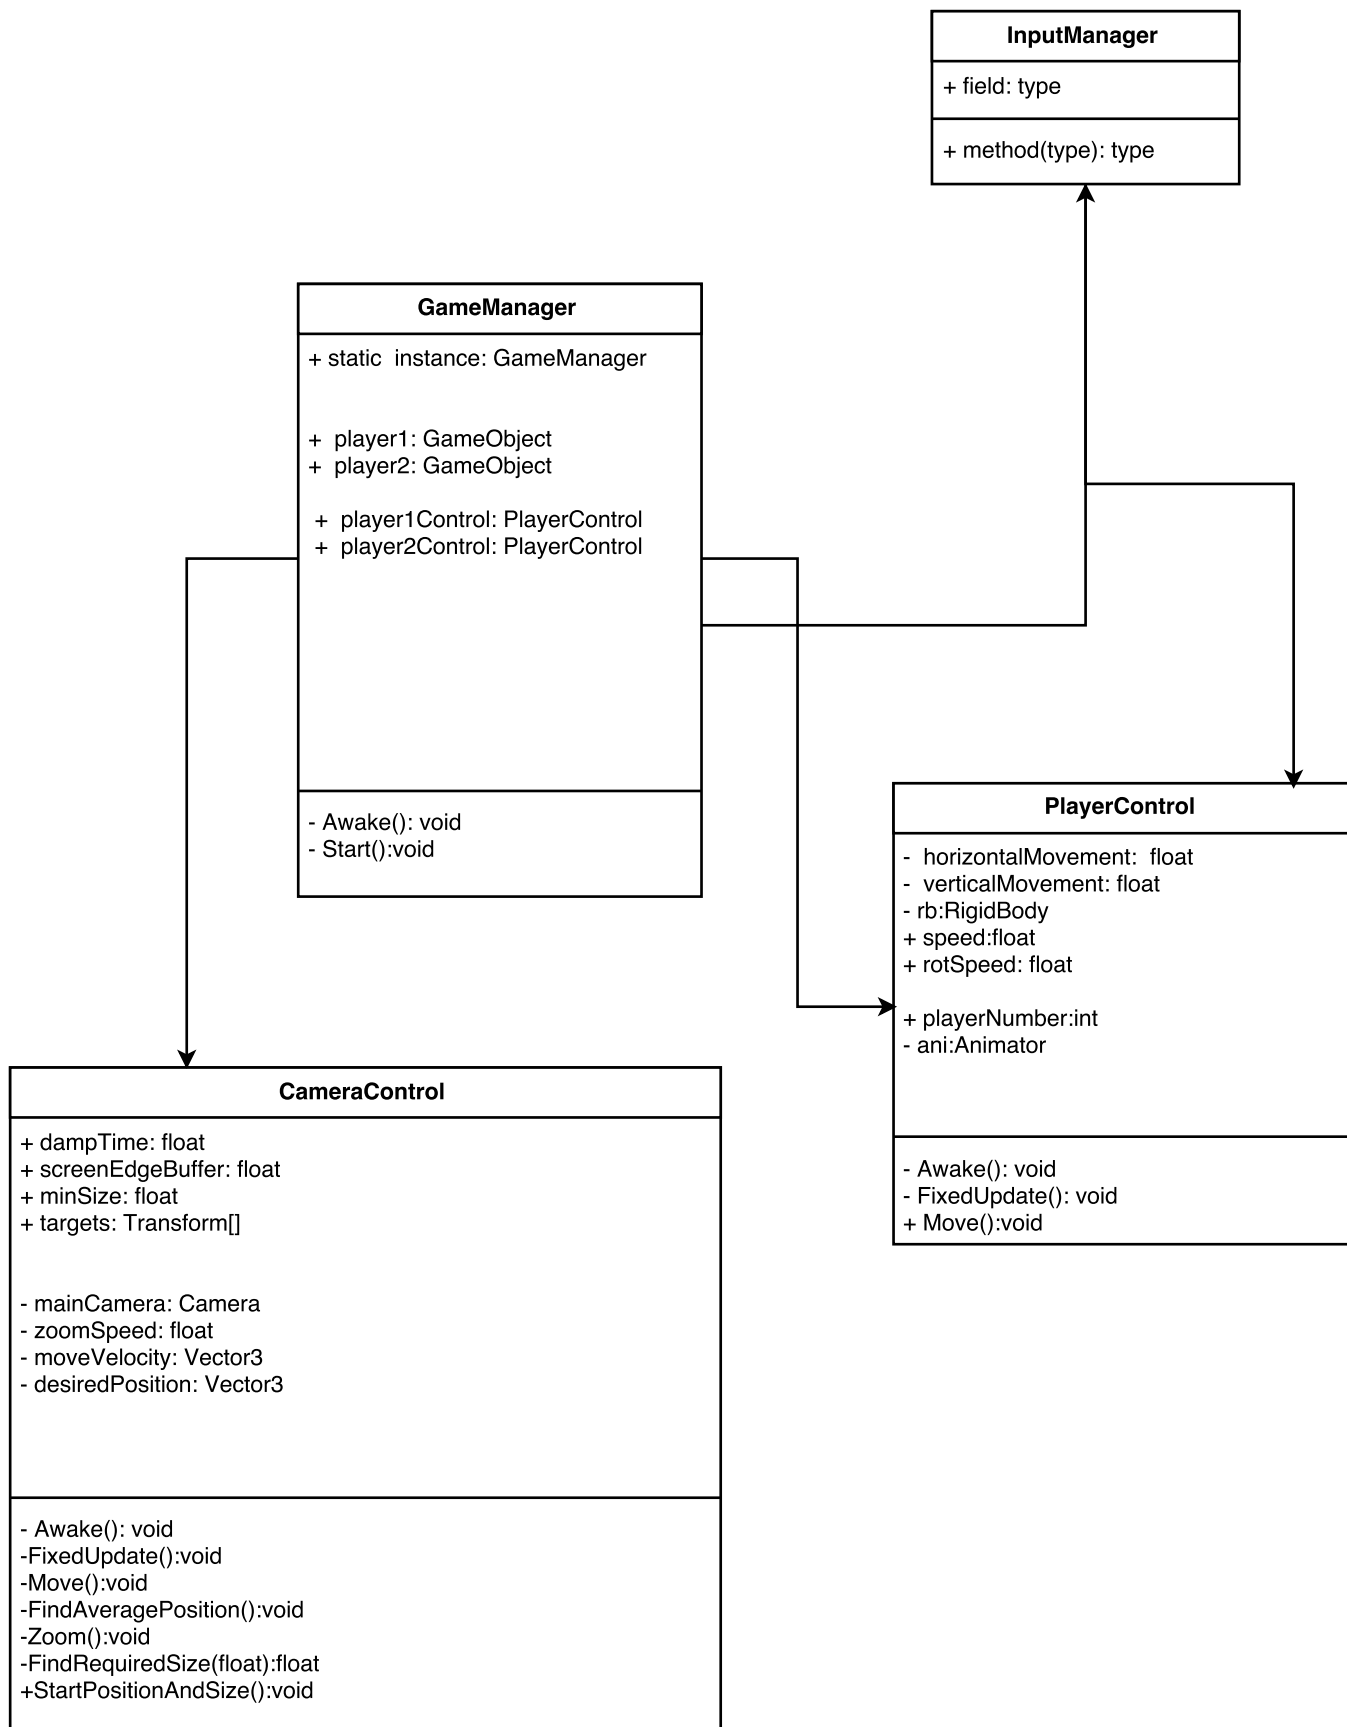 InputManager
+ field: type
+ method(type): type
GameManager
+ static  instance: GameManager
+  player1: GameObject
+  player2: GameObject
+  player1Control: PlayerControl
+  player2Control: PlayerControl
- Awake(): void
- Start():void
PlayerControl
-  horizontalMovement:  float
-  verticalMovement: float
- rb:RigidBody
+ speed:float
+ rotSpeed: float
+ playerNumber:int
- ani:Animator
- Awake(): void
- FixedUpdate(): void
+ Move():void
CameraControl
+ dampTime: float
+ screenEdgeBuffer: float
+ minSize: float
+ targets: Transform[]
- mainCamera: Camera
- zoomSpeed: float
- moveVelocity: Vector3
- desiredPosition: Vector3
- Awake(): void
-FixedUpdate():void
-Move():void
-FindAveragePosition():void
-Zoom():void
-FindRequiredSize(float):float
+StartPositionAndSize():void